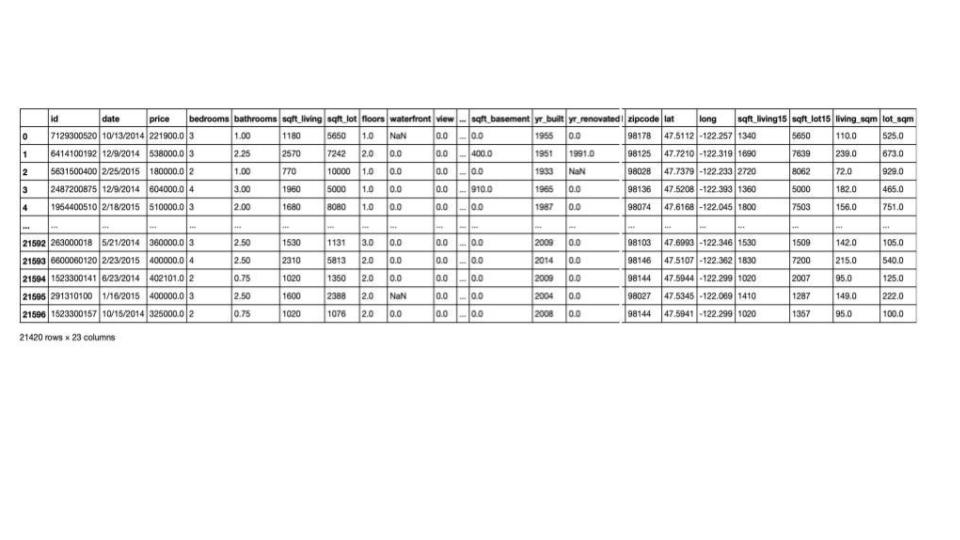 id date price bedrooms bathrooms sqft_living sqft_lot floors waterfront view ... sqft_basement yr_built yr_renovated zipcode lat long sqft_living15 sqft_lot15 living_sqm lot_sqm
0 7129300520 10/13/2014 221900.0 3 1.00 1180 5650 1.0 NaN 0.0 ... 0.0 1955 0.0 98178 47.5112 -122.257 1340 5650 110.0 525.0
1 6414100192 12/9/2014 538000.0 3 2.25 2570 7242 2.0 0.0 0.0 ... 400.0 1951 1991.0 98125 47.7210 -122.319 1690 7639 239.0 673.0
2 5631500400 2/25/2015 180000.0 2 1.00 770 10000 1.0 0.0 0.0 ... 0.0 1933 NaN 98028 47.7379 -122.233 2720 8062 72.0 929.0
3 2487200875 12/9/2014 604000.0 4 3.00 1960 5000 1.0 0.0 0.0 ... 910.0 1965 0.0 98136 47.5208 -122.393 1360 5000 182.0 465.0
4 1954400510 2/18/2015 510000.0 3 2.00 1680 8080 1.0 0.0 0.0 ... 0.0 1987 0.0 98074 47.6168 -122.045 1800 7503 156.0 751.0
... ... ... ... ... ... ... ... ... ... ... ... ... ... ... ... ... ... ... ... ... ...
21592 263000018 5/21/2014 360000.0 3 2.50 1530 1131 3.0 0.0 0.0 ... 0.0 2009 0.0 98103 47.6993 -122.346 1530 1509 142.0 105.0
21593 6600060120 2/23/2015 400000.0 4 2.50 2310 5813 2.0 0.0 0.0 ... 0.0 2014 0.0 98146 47.5107 -122.362 1830 7200 215.0 540.0
21594 1523300141 6/23/2014 402101.0 2 0.75 1020 1350 2.0 0.0 0.0 ... 0.0 2009 0.0 98144 47.5944 -122.299 1020 2007 95.0 125.0
21595 291310100 1/16/2015 400000.0 3 2.50 1600 2388 2.0 NaN 0.0 ... 0.0 2004 0.0 98027 47.5345 -122.069 1410 1287 149.0 222.0
21596 1523300157 10/15/2014 325000.0 2 0.75 1020 1076 2.0 0.0 0.0 ... 0.0 2008 0.0 98144 47.5941 -122.299 1020 1357 95.0 100.0
21420 rows × 23 columns